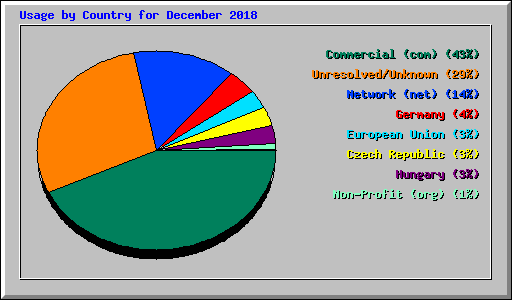 Usage by Country for December 2018
Commercial (com) (43%)
Unresolved/Unknown (29%)
Network (net) (14%)
Germany (4%)
European Union (3%)
Czech Republic (3%)
Hungary (3%)
Non-Profit (org) (1%)